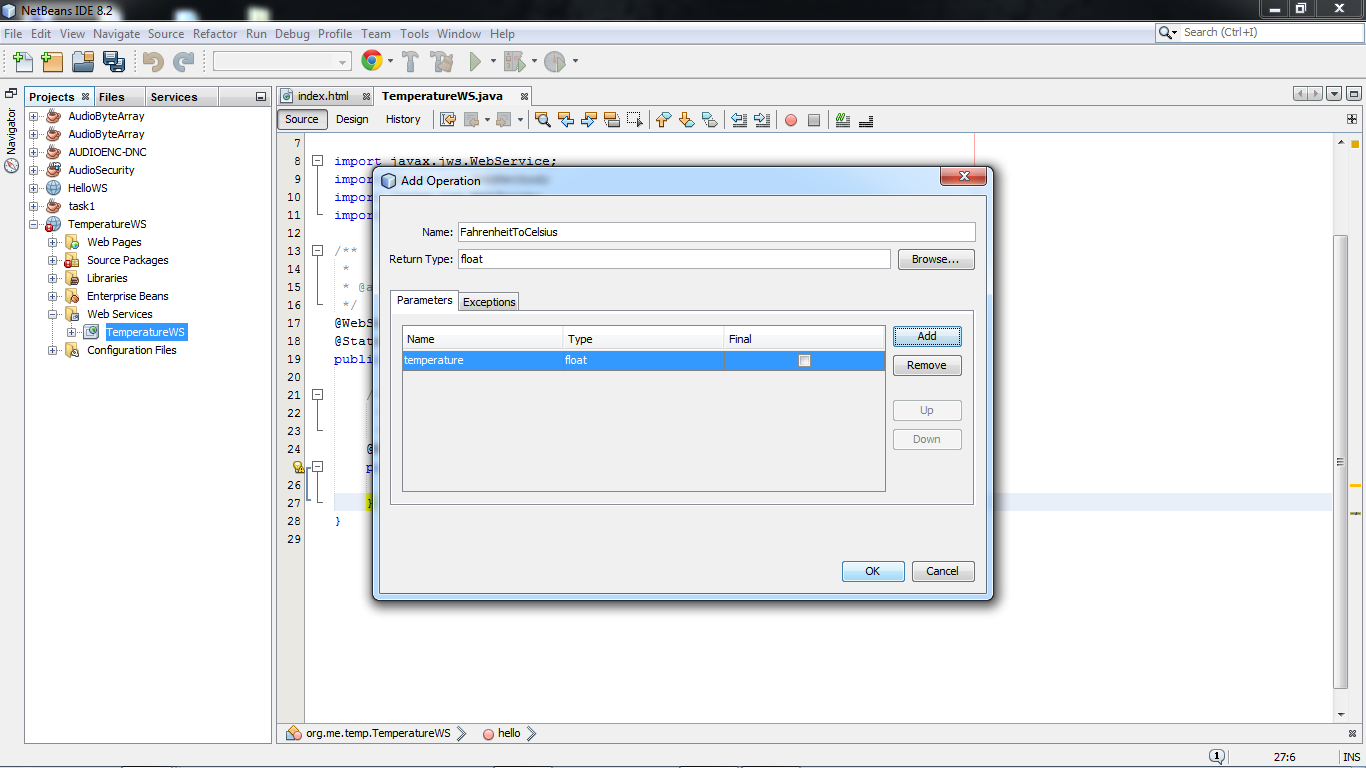 NetBeans IDE 8.2
File Edit View Navigate Source Refactor Run Debug Profile Team Tools Window Help
Search (Ctrl+I)
Projects Files Services
index.html TemperatureWS.java
Source Design History
Navigator
AudioByteArray
AudioByteArray
AUDIOENC-DNC
AudioSecurity
HelloWS
task1
TemperatureWS
Web Pages
Source Packages
Libraries
Enterprise Beans
Web Services
TemperatureWS
Configuration Files
7
8 import javax.jws.WebService;
9 impor
10 impor
11 impor
12
13 /**
14 *
15 * @a
16 */
17 @WebS
18 @Stat
19 publi
20
21 /
22
23
24 @
p
26
27 }
28 }
29
Add Operation
Name: FahrenheitToCelsius
Return Type: float Browse...
Parameters Exceptions
Name Type Final
temperature float
Add
Remove
Up
Down
OK Cancel
org.me.temp.TemperatureWS hello
1 27:6 INS